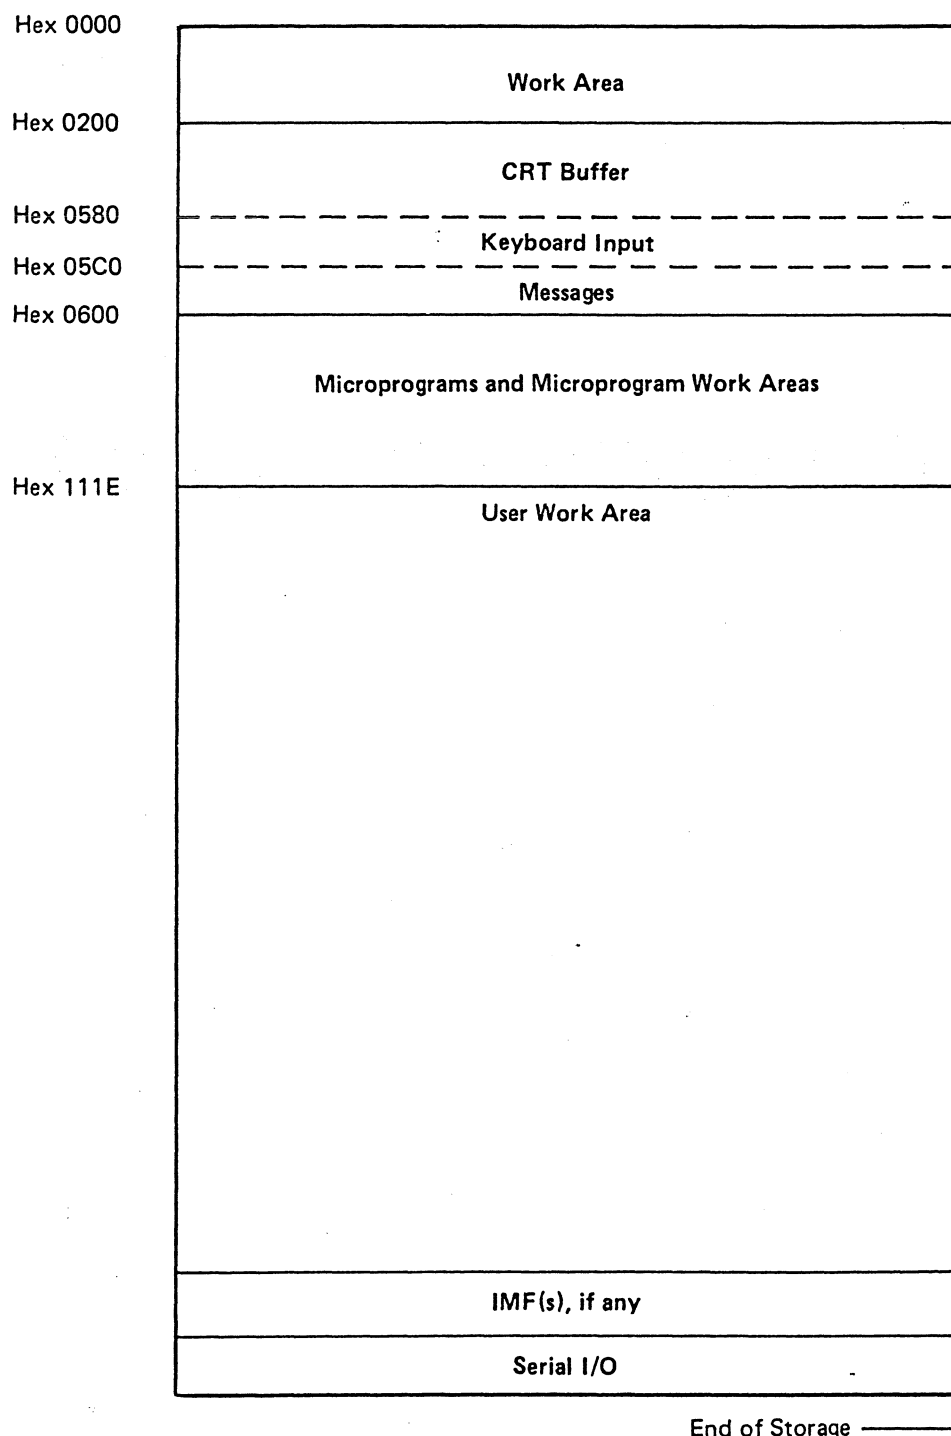 Hex 0000
Work Area
Hex 0200
CRT Buffer
Hex 0580
Keyboard Input
Hex 05C0
Messages
Hex 0600
Microprograms and Microprogram Work Areas
Hex 111E
User Work Area
IMF(s), if any
Serial I/O
End of Storage